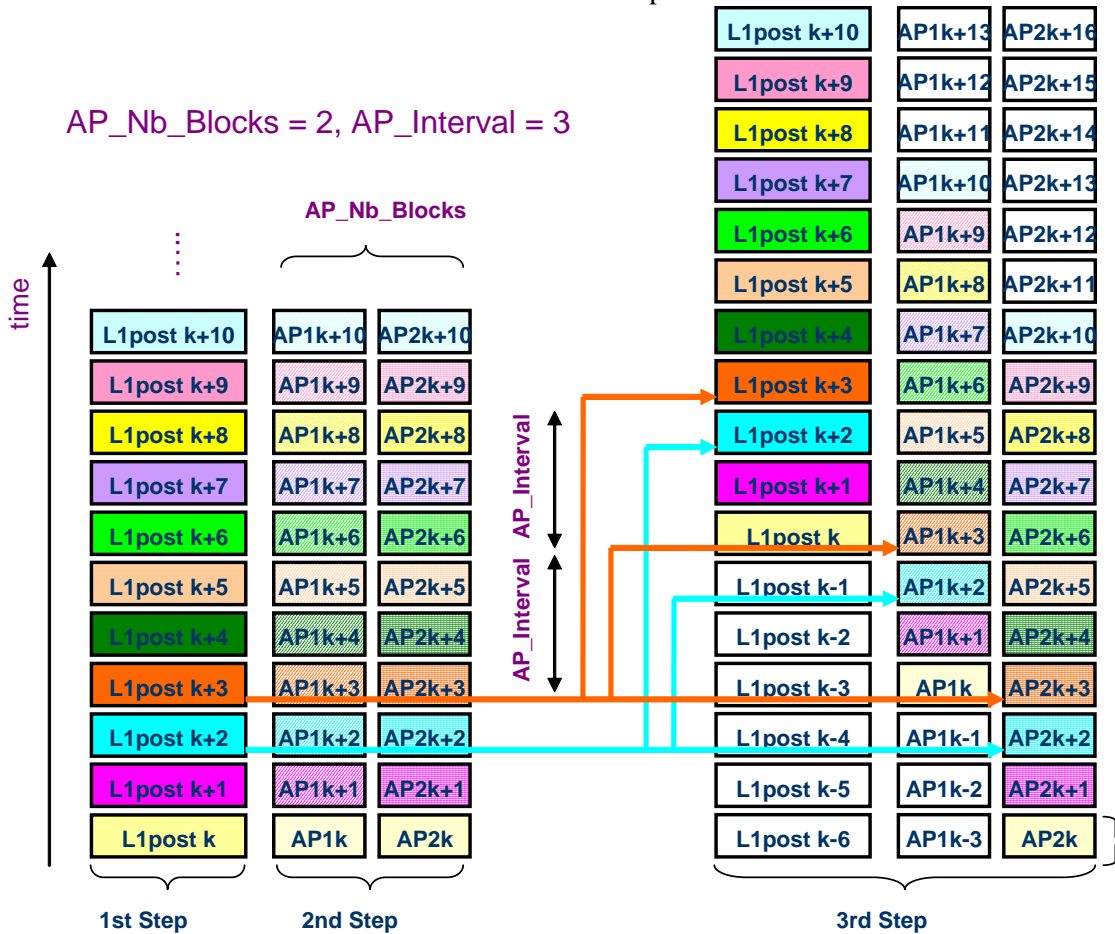 L1post k+10 AP1k+13 AP2k+16
L1post k+9 AP1k+12 AP2k+15
AP_Nb_Blocks = 2, AP_Interval = 3
L1post k+8 AP1k+11 AP2k+14
L1post k+7 AP1k+10 AP2k+13
AP_Nb_Blocks
L1post k+6 AP1k+9 AP2k+12
L1post k+5 AP1k+8 AP2k+11
time
L1post k+10 AP1k+10 AP2k+10 L1post k+4 AP1k+7 AP2k+10
L1post k+9 AP1k+9 AP2k+9 L1post k+3 AP1k+6 AP2k+9
L1post k+8 AP1k+8 AP2k+8 L1post k+2 AP1k+5 AP2k+8
AP_Interval
L1post k+7 AP1k+7 AP2k+7 L1post k+1 AP1k+4 AP2k+7
L1post k+6 AP1k+6 AP2k+6 L1post k AP1k+3 AP2k+6
L1post k+5 AP1k+5 AP2k+5 L1post k-1 AP1k+2 AP2k+5
AP_Interval
L1post k+4 AP1k+4 AP2k+4 L1post k-2 AP1k+1 AP2k+4
L1post k+3 AP1k+3 AP2k+3 L1post k-3 AP1k AP2k+3
L1post k+2 AP1k+2 AP2k+2 L1post k-4 AP1k-1 AP2k+2
L1post k+1 AP1k+1 AP2k+1 L1post k-5 AP1k-2 AP2k+1
L1post k AP1k AP2k L1post k-6 AP1k-3 AP2k
1st Step 2nd Step 3rd Step